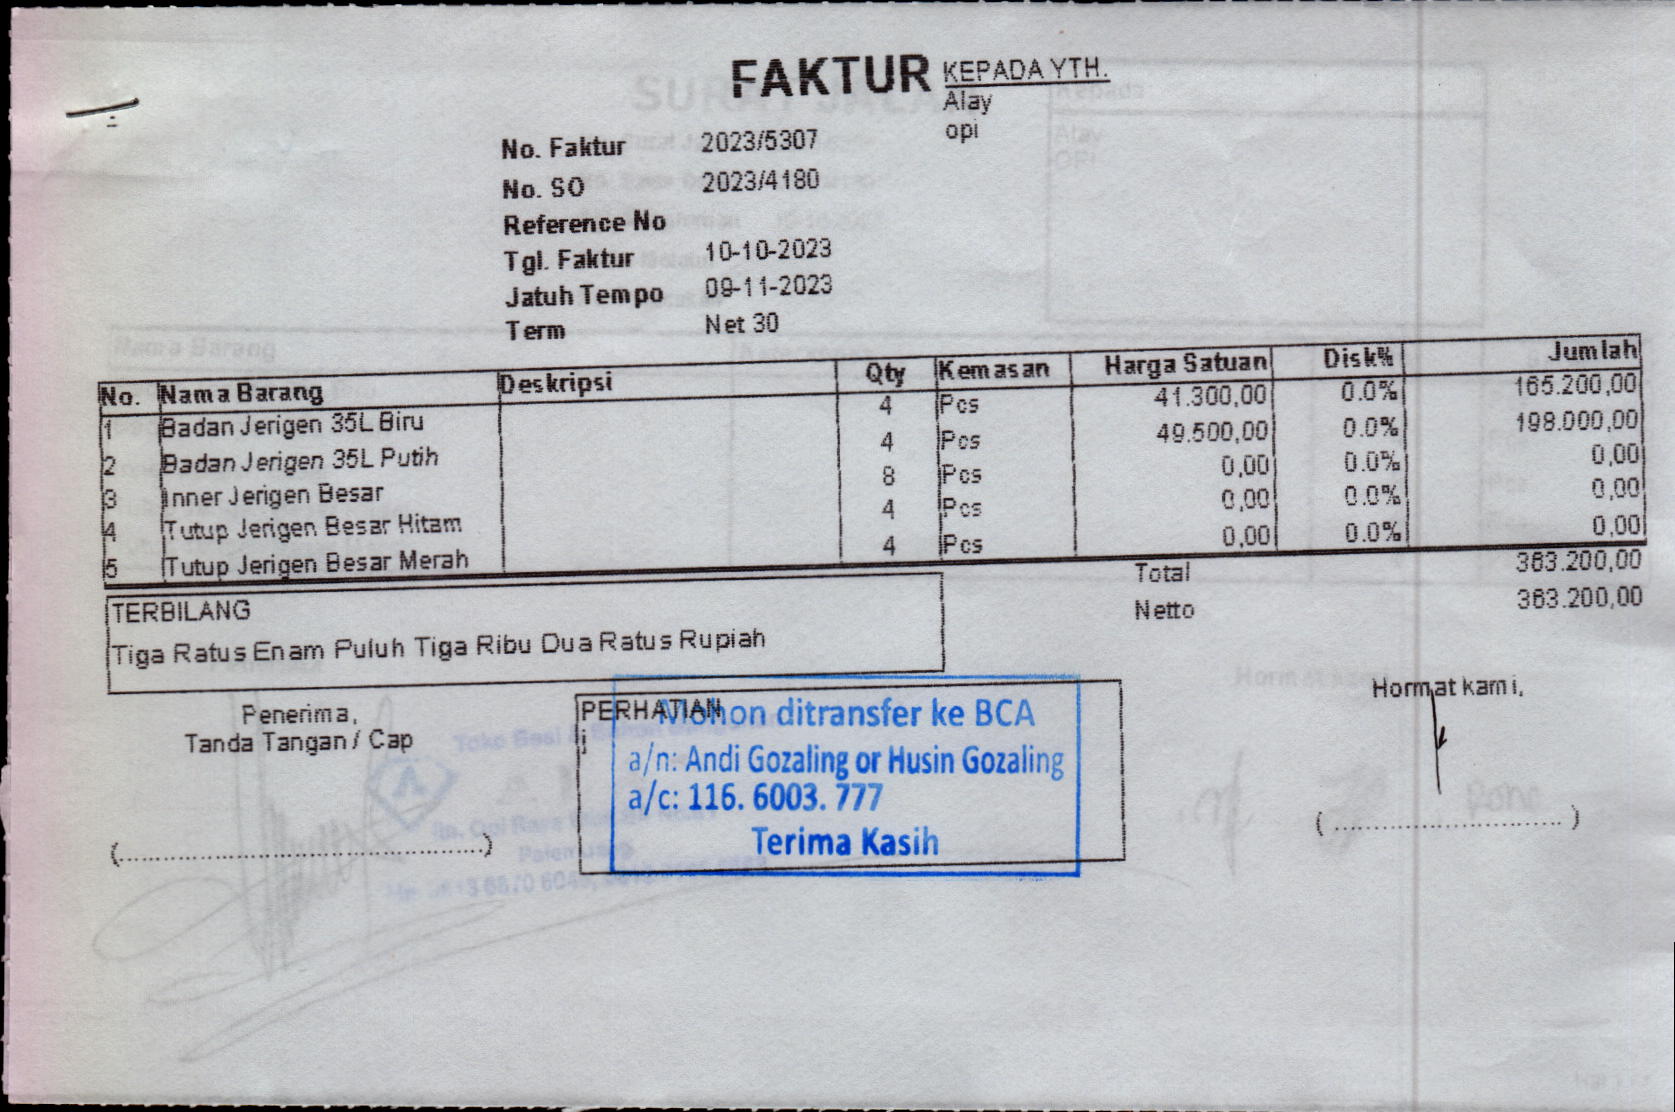 FAKTUR
KEPADA YTH.
Alay
opi
No. Faktur 2023/5307
No. SO 2023/4180
Reference No
Tgl. Faktur 10-10-2023
Jatuh Tempo 09-11-2023
Term Net 30
No. Nama Barang Deskripsi Qty Kemasan Harga Satuan Disk% Jumlah
1 Badan Jerigen 35L Biru 4 Pcs 41.300,00 0.0% 165.200,00
2 Badan Jerigen 35L Putih 4 Pcs 49.500,00 0.0% 198.000,00
3 Inner Jerigen Besar 8 Pcs 0,00 0.0% 0,00
4 Tutup Jerigen Besar Hitam 4 Pcs 0,00 0.0% 0,00
5 Tutup Jerigen Besar Merah 4 Pcs 0,00 0.0% 0,00
Total 363.200,00
Netto 363.200,00
TERBILANG
Tiga Ratus Enam Puluh Tiga Ribu Dua Ratus Rupiah
Penerima,
Tanda Tangan / Cap
(..................................................)
PERHATIAN
i
Mohon ditransfer ke BCA
a/n: Andi Gozaling or Husin Gozaling
a/c: 116. 6003. 777
Terima Kasih
Hormat kami,
(..................................)